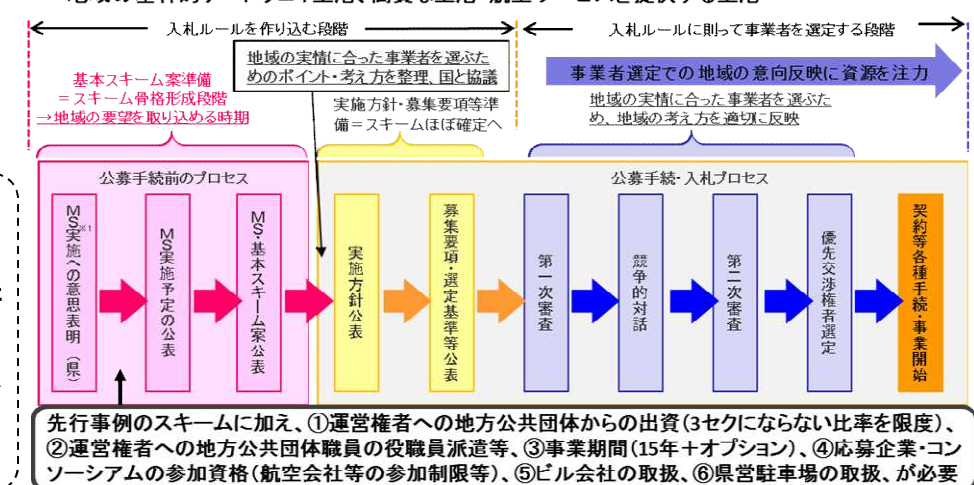 入札ルールを作り込む段階
入札ルールに則って事業者を選定する段階
地域の実情に合った事業者を選ぶた
めのポイント・考え方を整理、国と協議
事業者選定での地域の意向反映に資源を注力
基本スキーム案準備
＝スキーム骨格形成段階
→地域の要望を取り込める時期
実施方針・募集要項等準
備＝スキームほぼ確定へ
地域の実情に合った事業者を選ぶた
め、地域の考え方を適切に反映
公募手続前のプロセス
公募手続・入札プロセス
MS※1実施への意思表明（県）
MS実施予定の公表
MS・基本スキーム案公表
実施方針公表
募集要項・選定基準等公表
第一次審査
競争的対話
第二次審査
優先交渉権者選定
契約等各種手続・事業開始
先行事例のスキームに加え、①運営権者への地方公共団体からの出資（3セクにならない比率を限度）、
②運営権者への地方公共団体職員の役職員派遣等、③事業期間（15年＋オプション）、④応募企業・コン
ソーシアムの参加資格（航空会社等の参加制限等）、⑤ビル会社の取扱、⑥県営駐車場の取扱、が必要